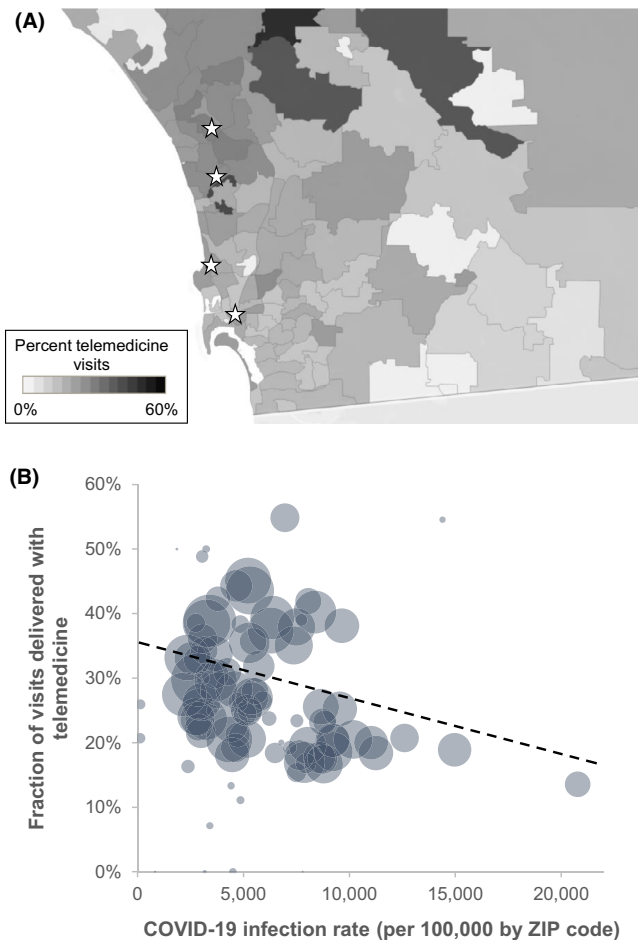 (A)
Percent telemedicine
visits
0%
60%
(B)
60%
50%
40%
30%
20%
10%
0%
Fraction of visits delivered with
telemedicine
0
5,000
10,000
15,000
20,000
COVID-19 infection rate (per 100,000 by ZIP code)